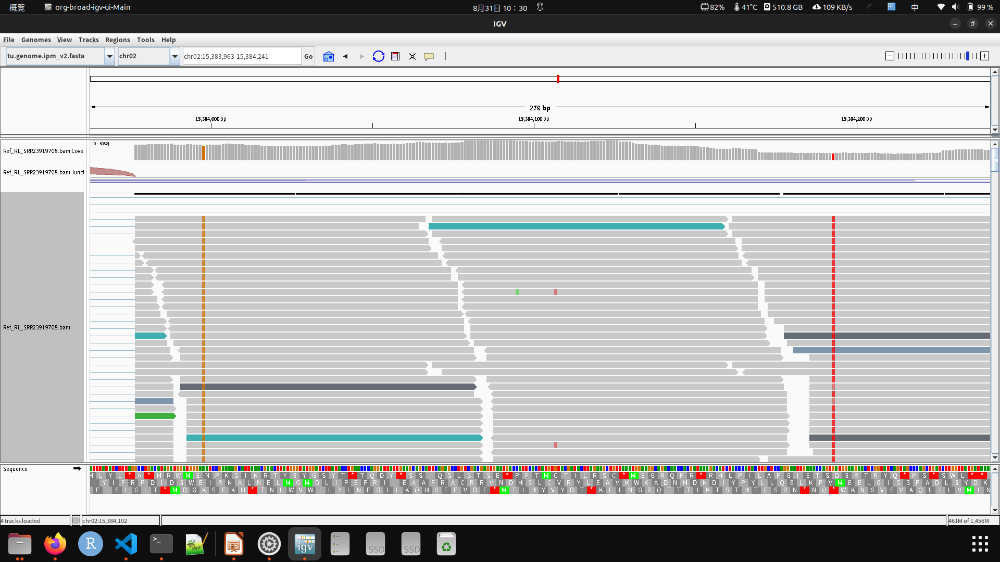 概覽 org-broad-igv-ui-Main 8月31日 10：30 82% 41°C 510.8 GB 109 KB/s 中 99 %
IGV
File Genomes View Tracks Regions Tools Help
tu.genome.ipm_v2.fasta chr02 chr02:15,383,963-15,384,241 Go
279 bp
15,384,000 bp 15,384,100 bp 15,384,200 bp
[0 - 3032]
Ref_R1_SRR23919708.bam Cove
Ref_R1_SRR23919708.bam Junct
Ref_R1_SRR23919708.bam
Sequence
4 tracks loaded chr02:15,384,102 461M of 1,456M
R >_ igv SSD SSD